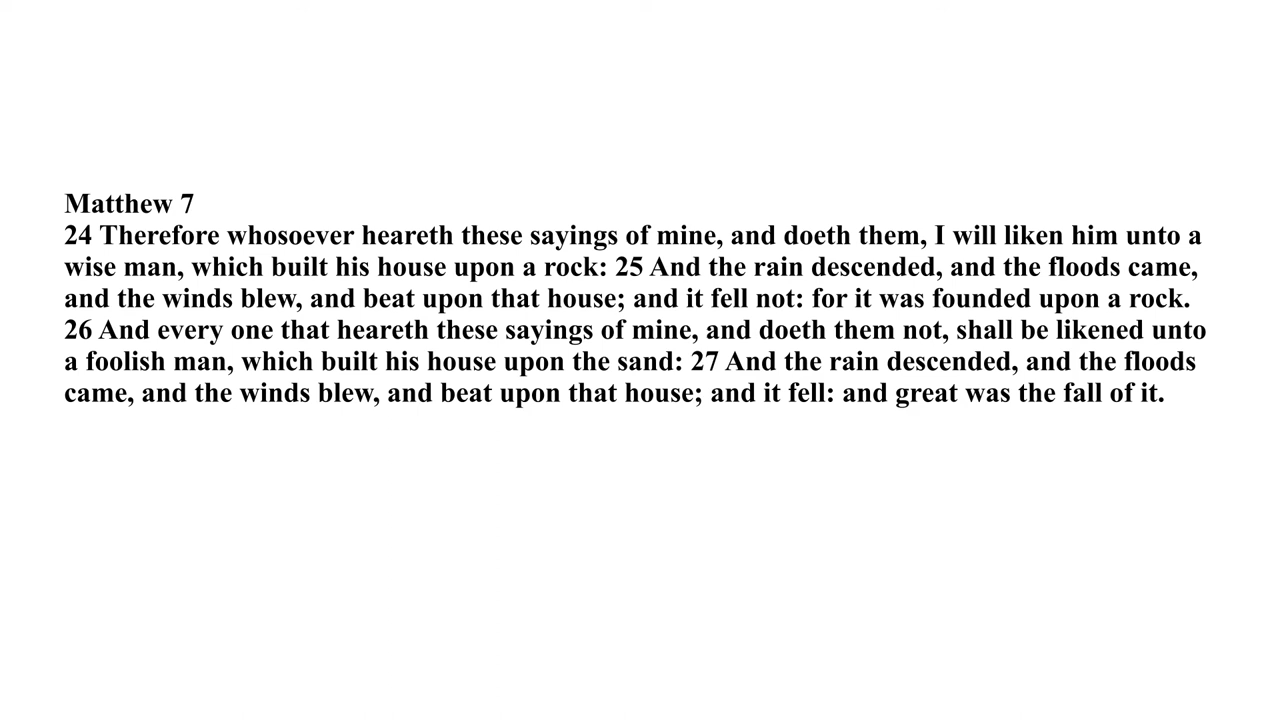 Matthew 7
24 Therefore whosoever heareth these sayings of mine, and doeth them, I will liken him unto a
wise man, which built his house upon a rock: 25 And the rain descended, and the floods came,
and the winds blew, and beat upon that house; and it fell not: for it was founded upon a rock.
26 And every one that heareth these sayings of mine, and doeth them not, shall be likened unto
a foolish man, which built his house upon the sand: 27 And the rain descended, and the floods
came, and the winds blew, and beat upon that house; and it fell: and great was the fall of it.